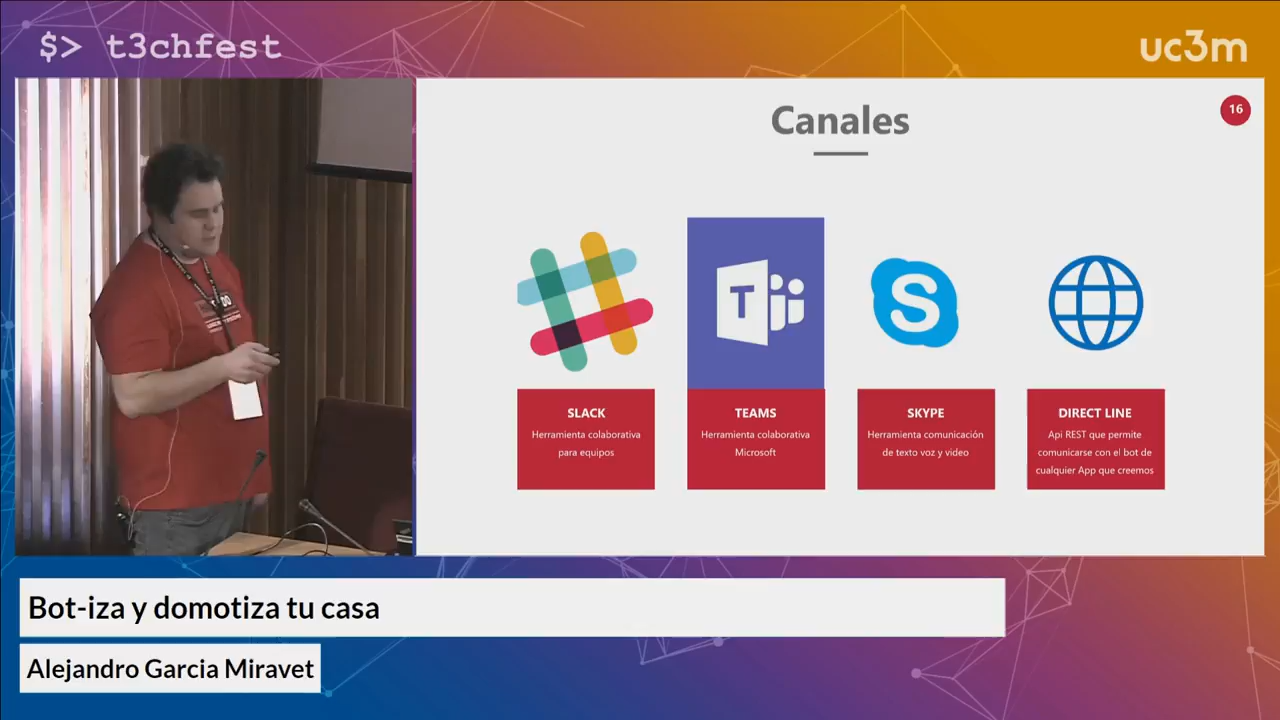 $> t3chfest
uc3m
Canales
16
SLACK
Herramienta colaborativa
para equipos
T
TEAMS
Herramienta colaborativa
Microsoft
S
SKYPE
Herramienta comunicación
de texto voz y video
DIRECT LINE
Api REST que permite
comunicarse con el bot de
cualquier App que creemos
Bot-iza y domotiza tu casa
Alejandro Garcia Miravet